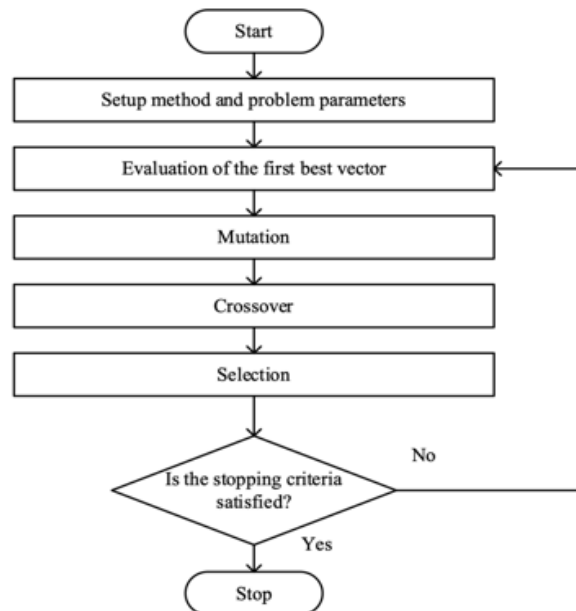 Start
Setup method and problem parameters
Evaluation of the first best vector
Mutation
Crossover
Selection
Is the stopping criteria
satisfied?
No
Yes
Stop